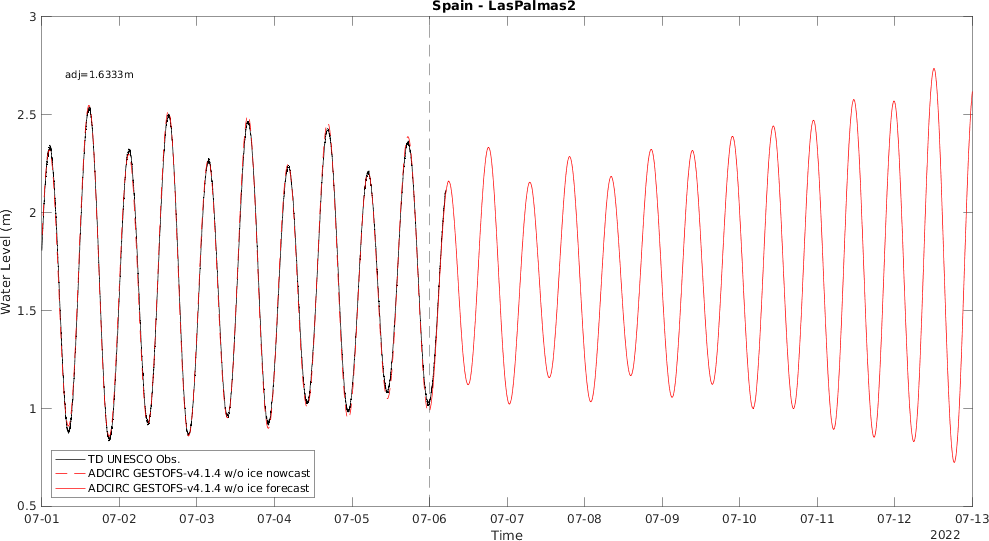 Spain - LasPalmas2
adj=1.6333m
3
2.5
2
1.5
1
0.5
Water Level (m)
TD UNESCO Obs.
ADCIRC GESTOFS-v4.1.4 w/o ice nowcast
ADCIRC GESTOFS-v4.1.4 w/o ice forecast
07-01 07-02 07-03 07-04 07-05 07-06 07-07 07-08 07-09 07-10 07-11 07-12 07-13
Time
2022